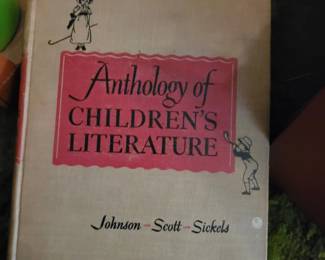 Anthology of
CHILDREN'S
LITERATURE
Johnson - Scott - Sickels